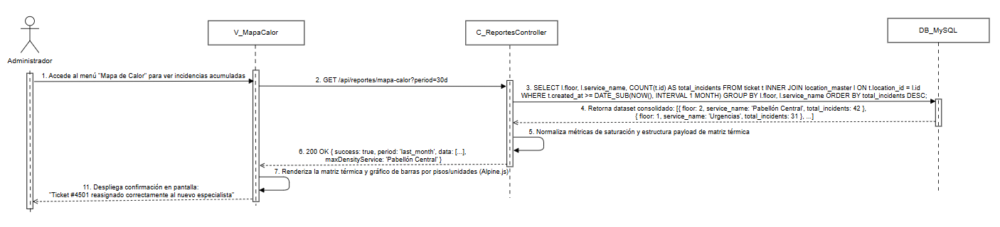 V_MapaCalor
C_ReportesController
DB_MySQL
Administrador
1. Accede al menú "Mapa de Calor" para ver incidencias acumuladas
2. GET /api/reportes/mapa-calor?period=30d
3. SELECT l.floor, l.service_name, COUNT(t.id) AS total_incidents FROM ticket t INNER JOIN location_master l ON t.location_id = l.id
WHERE t.created_at >= DATE_SUB(NOW(), INTERVAL 1 MONTH) GROUP BY l.floor, l.service_name ORDER BY total_incidents DESC;
4. Retorna dataset consolidado: [{ floor: 2, service_name: 'Pabellón Central', total_incidents: 42 },
{ floor: 1, service_name: 'Urgencias', total_incidents: 31 }, ...]
5. Normaliza métricas de saturación y estructura payload de matriz térmica
6. 200 OK { success: true, period: 'last_month', data: [...],
maxDensityService: 'Pabellón Central' }
7. Renderiza la matriz térmica y gráfico de barras por pisos/unidades (Alpine.js)
11. Despliega confirmación en pantalla:
"Ticket #4501 reasignado correctamente al nuevo especialista"